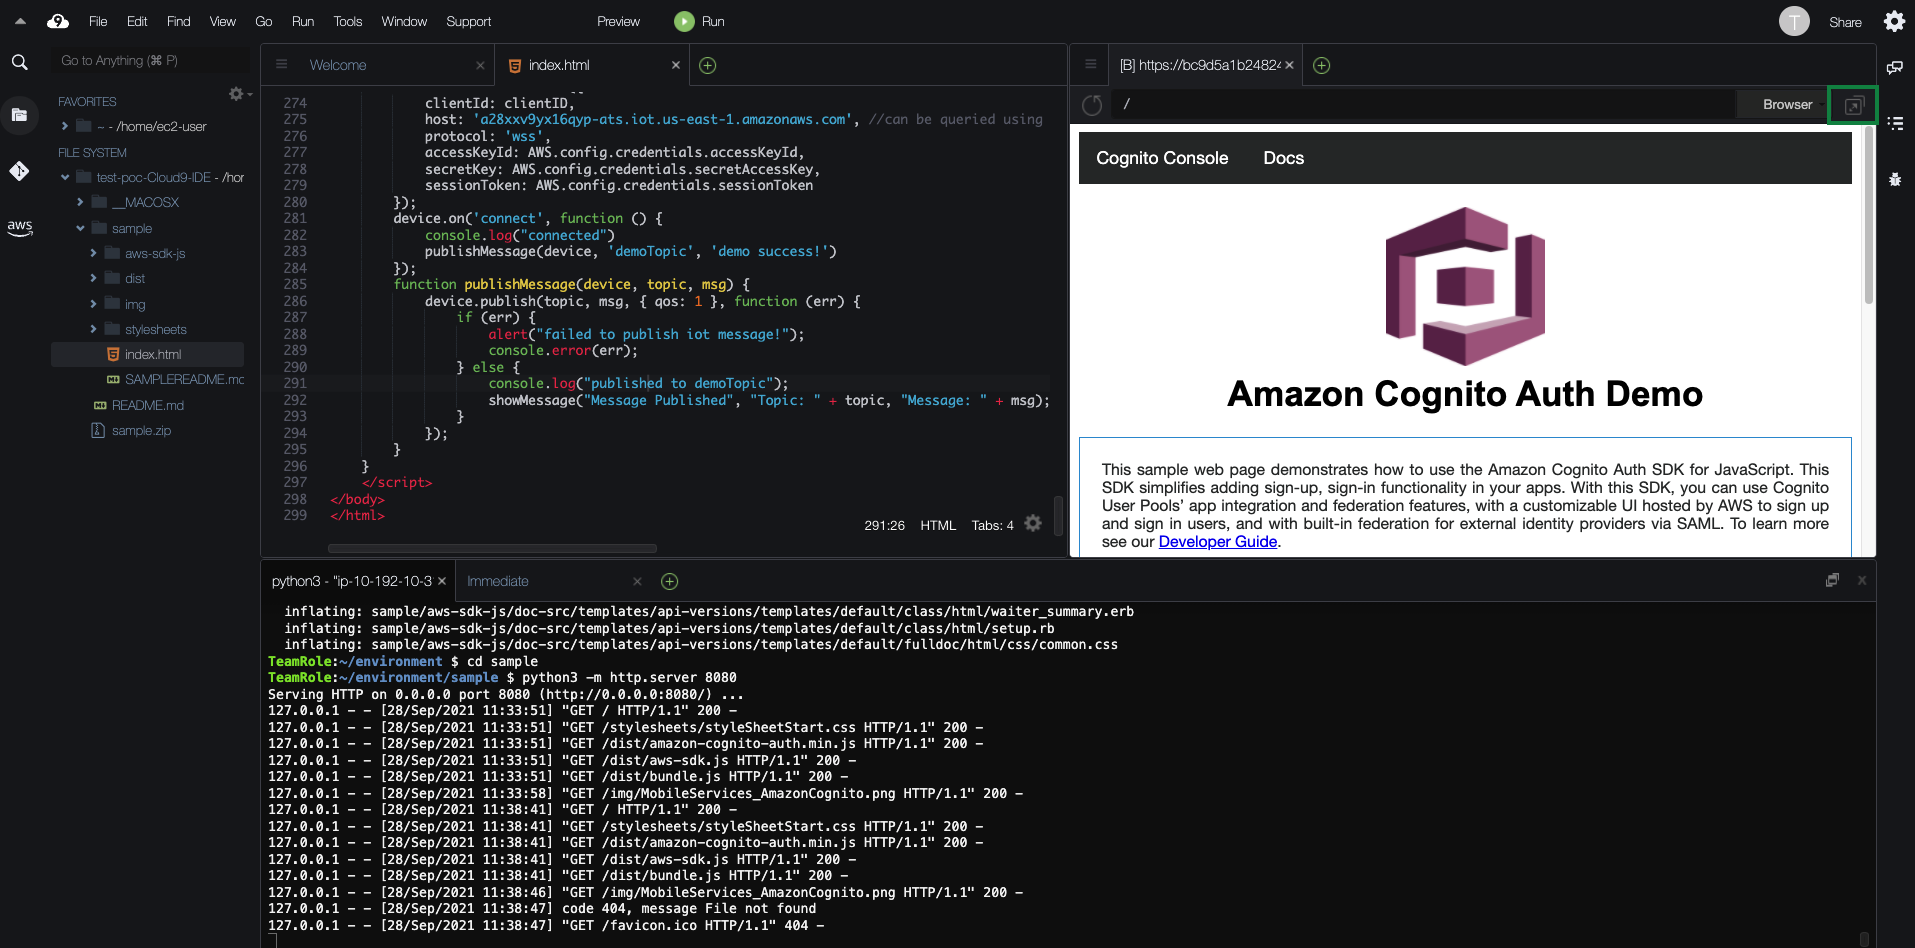 File Edit Find View Go Run Tools Window Support Preview Run T Share
Go to Anything (⌘ P)
FAVORITES
~ - /home/ec2-user
FILE SYSTEM
test-poc-Cloud9-IDE - /hor
__MACOSX
sample
aws-sdk-js
dist
img
stylesheets
index.html
SAMPLEREADME.mc
README.md
sample.zip
aws
Welcome
index.html
274 clientId: clientID,
275 host: 'a28xxv9yx16qyp-ats.iot.us-east-1.amazonaws.com', //can be queried using
276 protocol: 'wss',
277 accessKeyId: AWS.config.credentials.accessKeyId,
278 secretKey: AWS.config.credentials.secretAccessKey,
279 sessionToken: AWS.config.credentials.sessionToken
280 });
281 device.on('connect', function () {
282 console.log("connected")
283 publishMessage(device, 'demoTopic', 'demo success!')
284 });
285 function publishMessage(device, topic, msg) {
286 device.publish(topic, msg, { qos: 1 }, function (err) {
287 if (err) {
288 alert("failed to publish iot message!");
289 console.error(err);
290 } else {
291 console.log("published to demoTopic");
292 showMessage("Message Published", "Topic: " + topic, "Message: " + msg);
293 }
294 });
295 }
296 }
297 </script>
298 </body>
299 </html>
291:26 HTML Tabs: 4
[B] https://bc9d5a1b24824
/ Browser
Cognito Console Docs
Amazon Cognito Auth Demo
This sample web page demonstrates how to use the Amazon Cognito Auth SDK for JavaScript. This
SDK simplifies adding sign-up, sign-in functionality in your apps. With this SDK, you can use Cognito
User Pools' app integration and federation features, with a customizable UI hosted by AWS to sign up
and sign in users, and with built-in federation for external identity providers via SAML. To learn more
see our Developer Guide.
python3 - "ip-10-192-10-3 Immediate
inflating: sample/aws-sdk-js/doc-src/templates/api-versions/templates/default/class/html/waiter_summary.erb
inflating: sample/aws-sdk-js/doc-src/templates/api-versions/templates/default/class/html/setup.rb
inflating: sample/aws-sdk-js/doc-src/templates/api-versions/templates/default/fulldoc/html/css/common.css
TeamRole:~/environment $ cd sample
TeamRole:~/environment/sample $ python3 -m http.server 8080
Serving HTTP on 0.0.0.0 port 8080 (http://0.0.0.0:8080/) ...
127.0.0.1 - - [28/Sep/2021 11:33:51] "GET / HTTP/1.1" 200 -
127.0.0.1 - - [28/Sep/2021 11:33:51] "GET /stylesheets/styleSheetStart.css HTTP/1.1" 200 -
127.0.0.1 - - [28/Sep/2021 11:33:51] "GET /dist/amazon-cognito-auth.min.js HTTP/1.1" 200 -
127.0.0.1 - - [28/Sep/2021 11:33:51] "GET /dist/aws-sdk.js HTTP/1.1" 200 -
127.0.0.1 - - [28/Sep/2021 11:33:51] "GET /dist/bundle.js HTTP/1.1" 200 -
127.0.0.1 - - [28/Sep/2021 11:33:58] "GET /img/MobileServices_AmazonCognito.png HTTP/1.1" 200 -
127.0.0.1 - - [28/Sep/2021 11:38:41] "GET / HTTP/1.1" 200 -
127.0.0.1 - - [28/Sep/2021 11:38:41] "GET /stylesheets/styleSheetStart.css HTTP/1.1" 200 -
127.0.0.1 - - [28/Sep/2021 11:38:41] "GET /dist/amazon-cognito-auth.min.js HTTP/1.1" 200 -
127.0.0.1 - - [28/Sep/2021 11:38:41] "GET /dist/aws-sdk.js HTTP/1.1" 200 -
127.0.0.1 - - [28/Sep/2021 11:38:41] "GET /dist/bundle.js HTTP/1.1" 200 -
127.0.0.1 - - [28/Sep/2021 11:38:46] "GET /img/MobileServices_AmazonCognito.png HTTP/1.1" 200 -
127.0.0.1 - - [28/Sep/2021 11:38:47] code 404, message File not found
127.0.0.1 - - [28/Sep/2021 11:38:47] "GET /favicon.ico HTTP/1.1" 404 -